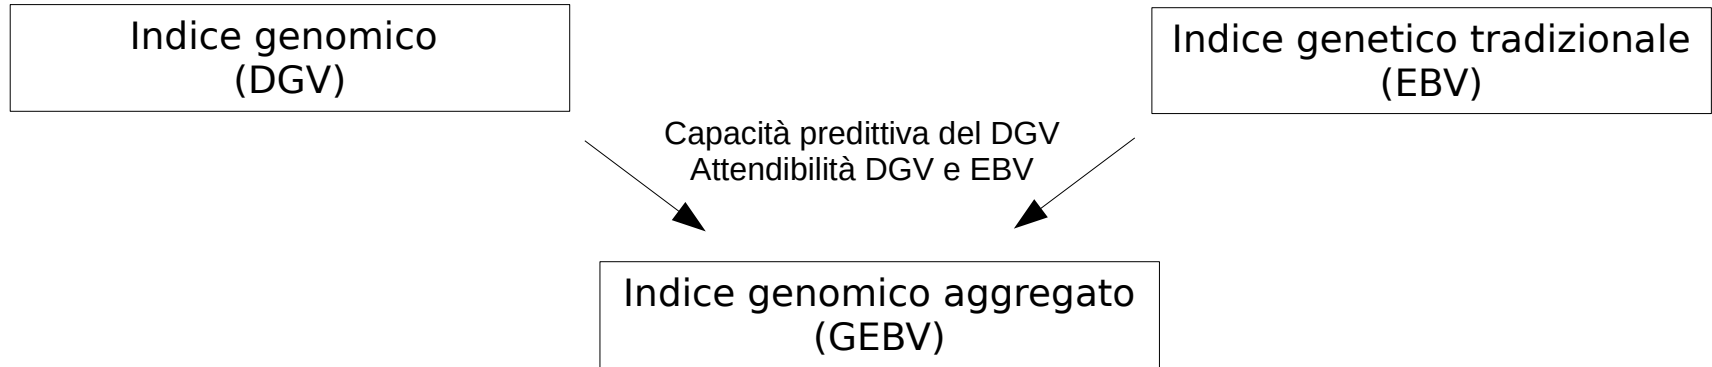 Indice genomico
(DGV)
Indice genetico tradizionale
(EBV)
Capacità predittiva del DGV
Attendibilità DGV e EBV
Indice genomico aggregato
(GEBV)